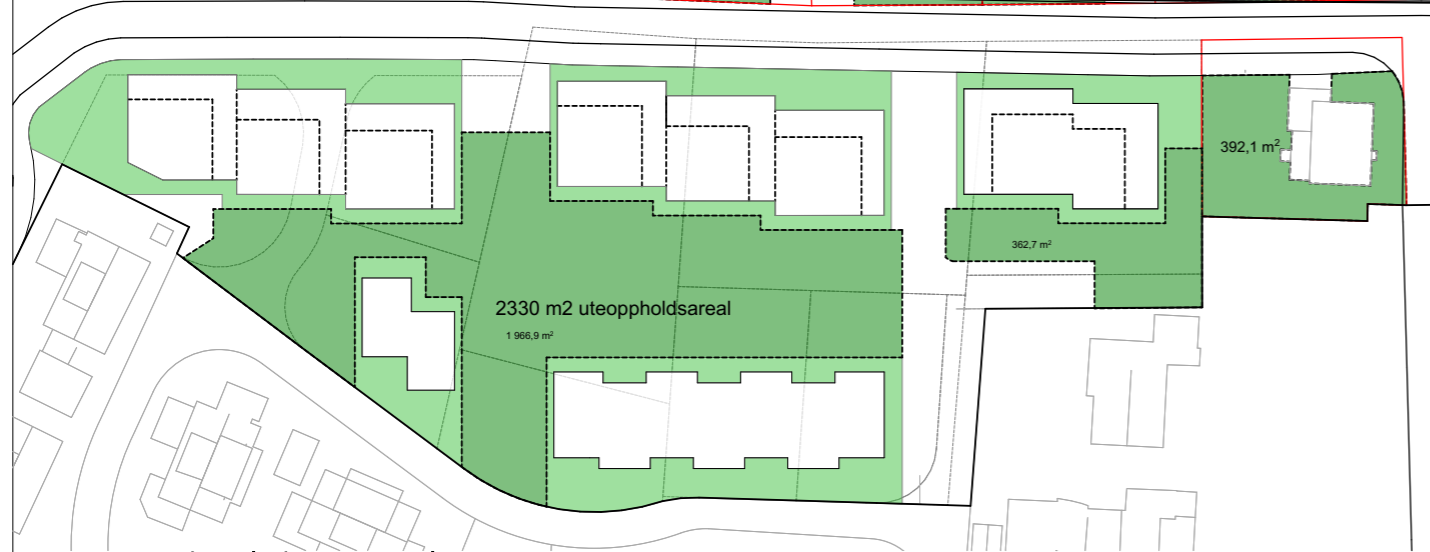 392,1 m²
362,7 m²
2330 m2 uteoppholdsareal
1 966,9 m²